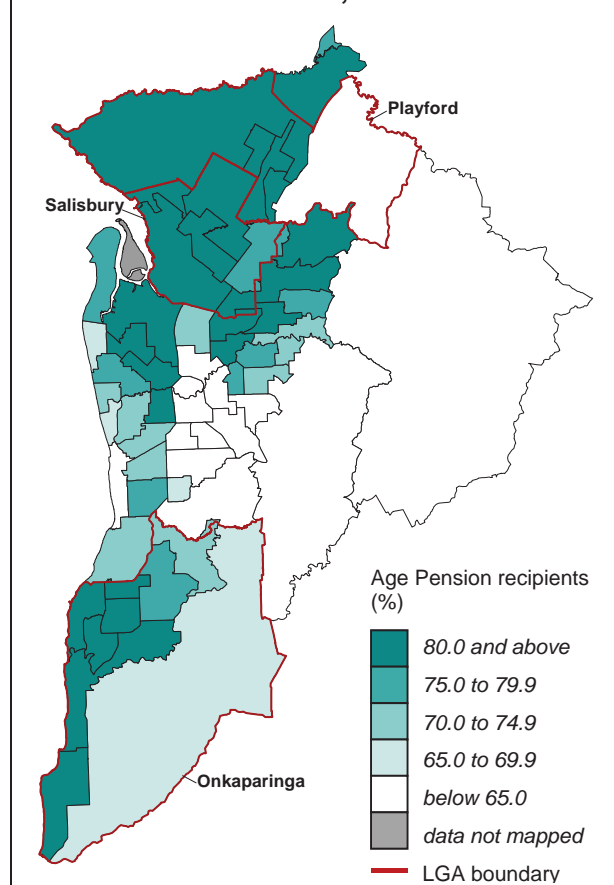 Playford
Salisbury
Age Pension recipients
(%)
80.0 and above
75.0 to 79.9
70.0 to 74.9
65.0 to 69.9
below 65.0
data not mapped
Onkaparinga
LGA boundary